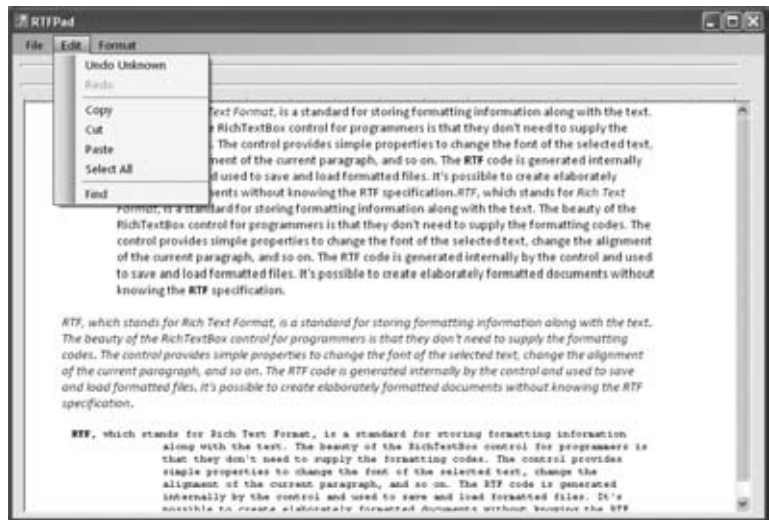 RTFPad
File Edit Format
Undo Unknown
Redo
Copy
Cut
Paste
Select All
Find
Text Format, is a standard for storing formatting information along with the text.
RichTextBox control for programmers is that they don't need to supply the
. The control provides simple properties to change the font of the selected text,
ment of the current paragraph, and so on. The RTF code is generated internally
d used to save and load formatted files. It's possible to create elaborately
ents without knowing the RTF specification.RTF, which stands for Rich Text
Format, is a standard for storing formatting information along with the text. The beauty of the
RichTextBox control for programmers is that they don't need to supply the formatting codes. The
control provides simple properties to change the font of the selected text, change the alignment
of the current paragraph, and so on. The RTF code is generated internally by the control and used
to save and load formatted files. It's possible to create elaborately formatted documents without
knowing the RTF specification.
RTF, which stands for Rich Text Format, is a standard for storing formatting information along with the text.
The beauty of the RichTextBox control for programmers is that they don't need to supply the formatting
codes. The control provides simple properties to change the font of the selected text, change the alignment
of the current paragraph, and so on. The RTF code is generated internally by the control and used to save
and load formatted files. It's possible to create elaborately formatted documents without knowing the RTF
specification.
RTF, which stands for Rich Text Format, is a standard for storing formatting information
along with the text. The beauty of the RichTextBox control for programmers is
that they don't need to supply the formatting codes. The control provides
simple properties to change the font of the selected text, change the
alignment of the current paragraph, and so on. The RTF code is generated
internally by the control and used to save and load formatted files. It's
possible to create elaborately formatted documents without knowing the RTF